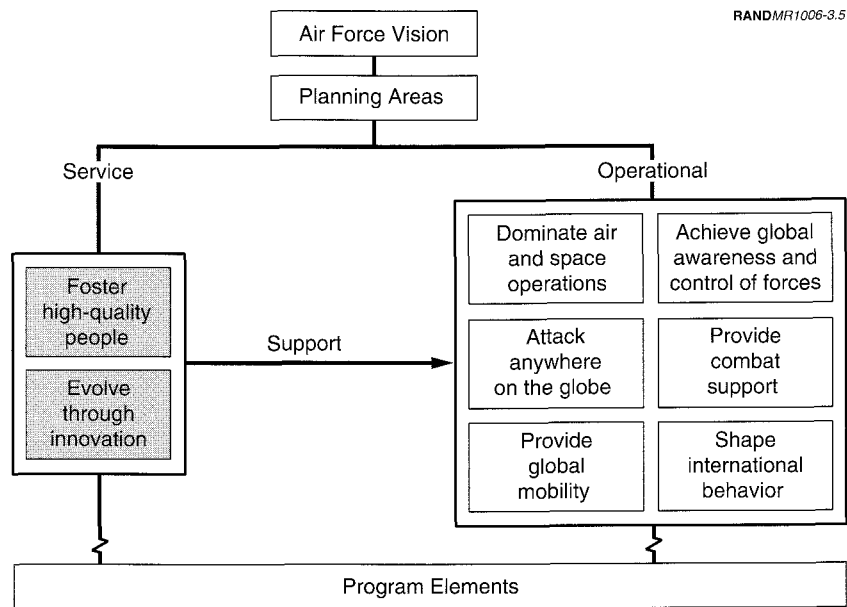 RANDMR1006-3.5
Air Force Vision
Planning Areas
Service
Operational
Foster
high-quality
people
Evolve
through
innovation
Support
Dominate air
and space
operations
Achieve global
awareness and
control of forces
Attack
anywhere
on the globe
Provide
combat
support
Provide
global
mobility
Shape
international
behavior
Program Elements